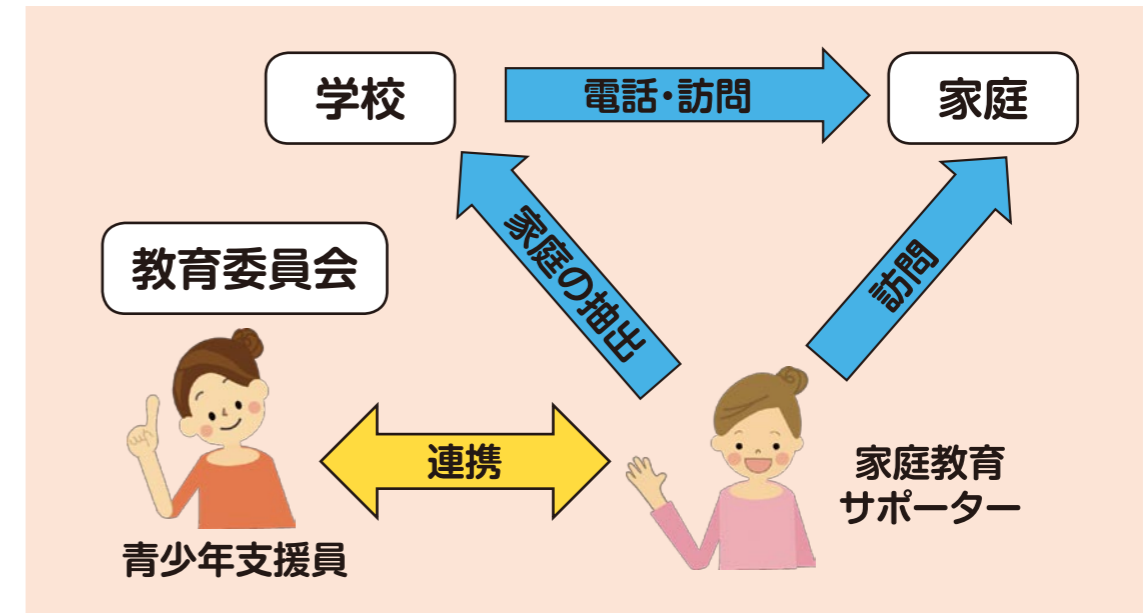 学校
電話・訪問
家庭
家庭の抽出
訪問
教育委員会
連携
家庭教育
サポーター
青少年支援員